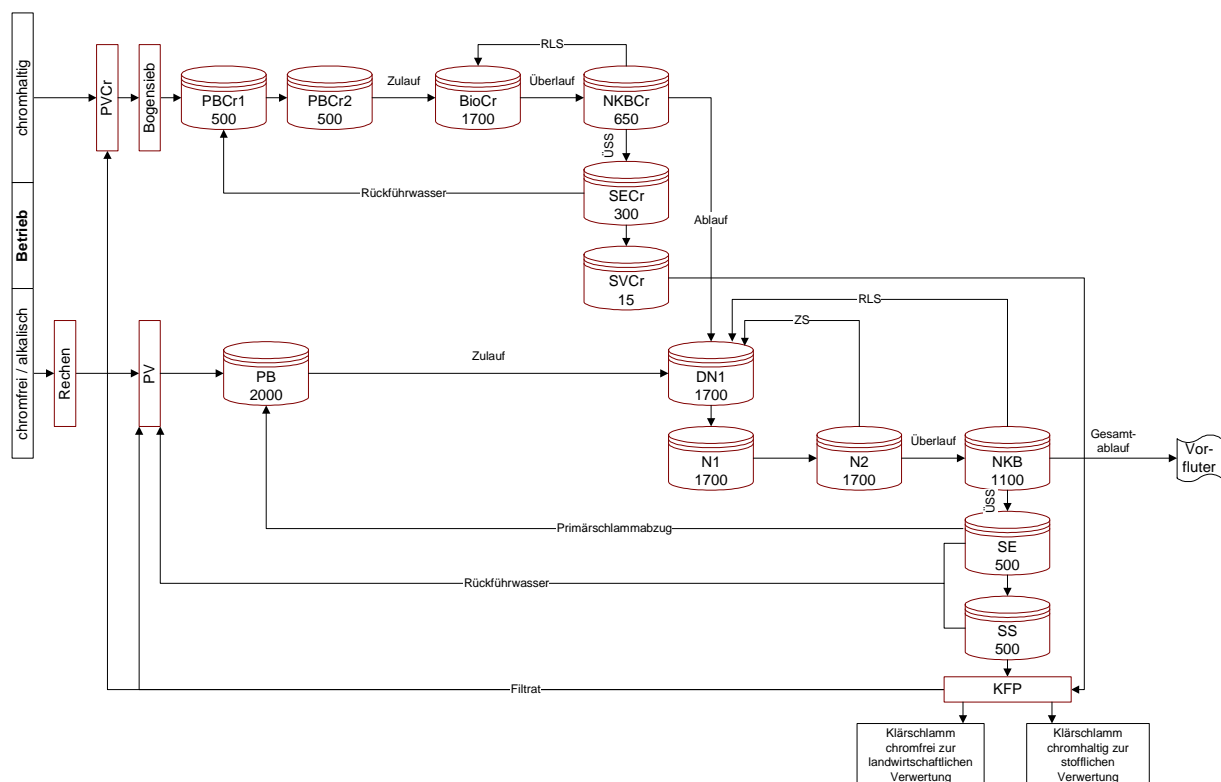 chromhaltig
Betrieb
chromfrei / alkalisch
PVCr
Bogensieb
PBCr1
500
PBCr2
500
Zulauf
BioCr
1700
RLS
Überlauf
NKBCr
650
ÜSS
Rückführwasser
SECr
300
Ablauf
SVCr
15
RLS
ZS
Rechen
PV
PB
2000
Zulauf
DN1
1700
N1
1700
N2
1700
Überlauf
NKB
1100
Gesamt-
ablauf
Vor-
fluter
ÜSS
Primärschlammabzug
SE
500
Rückführwasser
SS
500
Filtrat
KFP
Klärschlamm
chromfrei zur
landwirtschaftlichen
Verwertung
Klärschlamm
chromhaltig zur
stofflichen
Verwertung